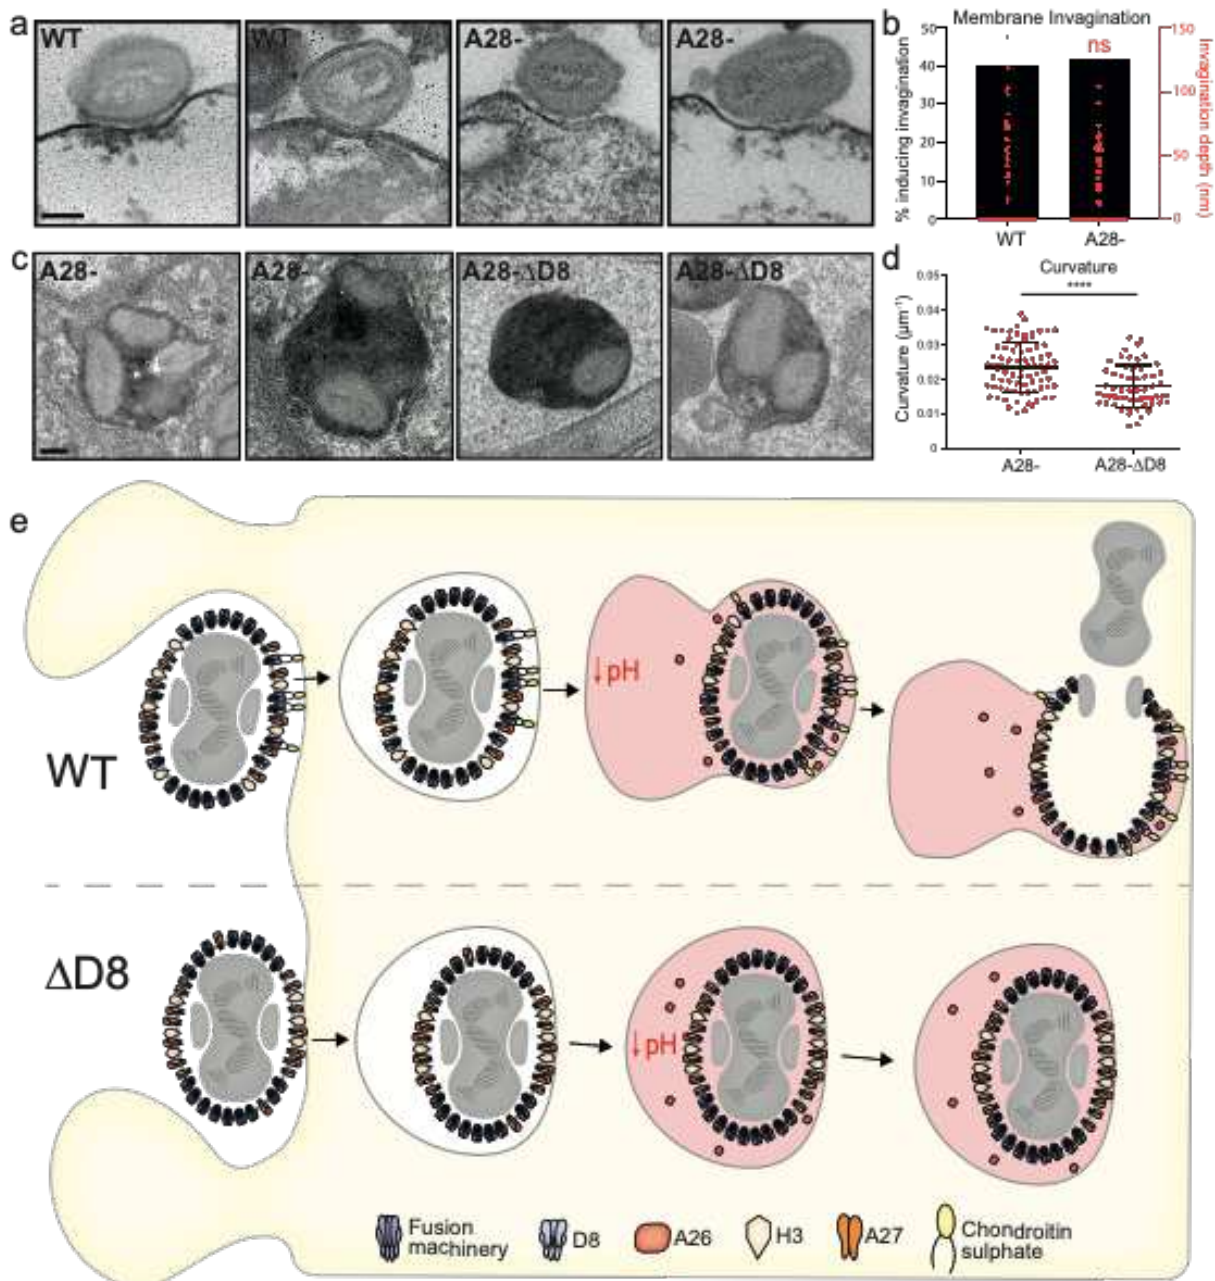 a
WT
WT
A28-
A28-
b
Membrane Invagination
ns
50
40
30
20
10
0
% inducing invagination
150
100
50
0
Invagination depth (nm)
WT
A28-
c
A28-
A28-
A28-ΔD8
A28-ΔD8
d
Curvature
****
0.05
0.04
0.03
0.02
0.01
0
Curvature (µm⁻¹)
A28-
A28-ΔD8
e
WT
↓pH
ΔD8
↓pH
Fusion
machinery
D8
A26
H3
A27
Chondroitin
sulphate